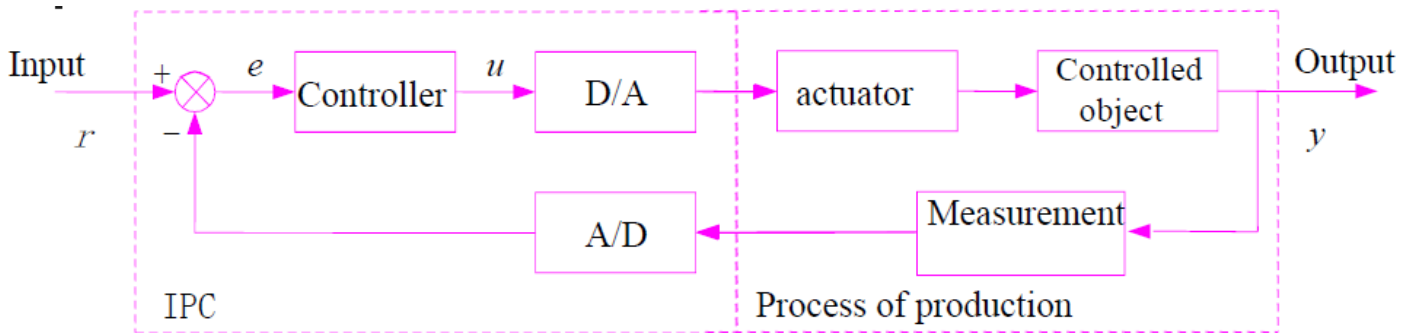 Input
+
e
Controller
u
D/A
actuator
Controlled
object
Output
r
−
y
A/D
Measurement
IPC
Process of production